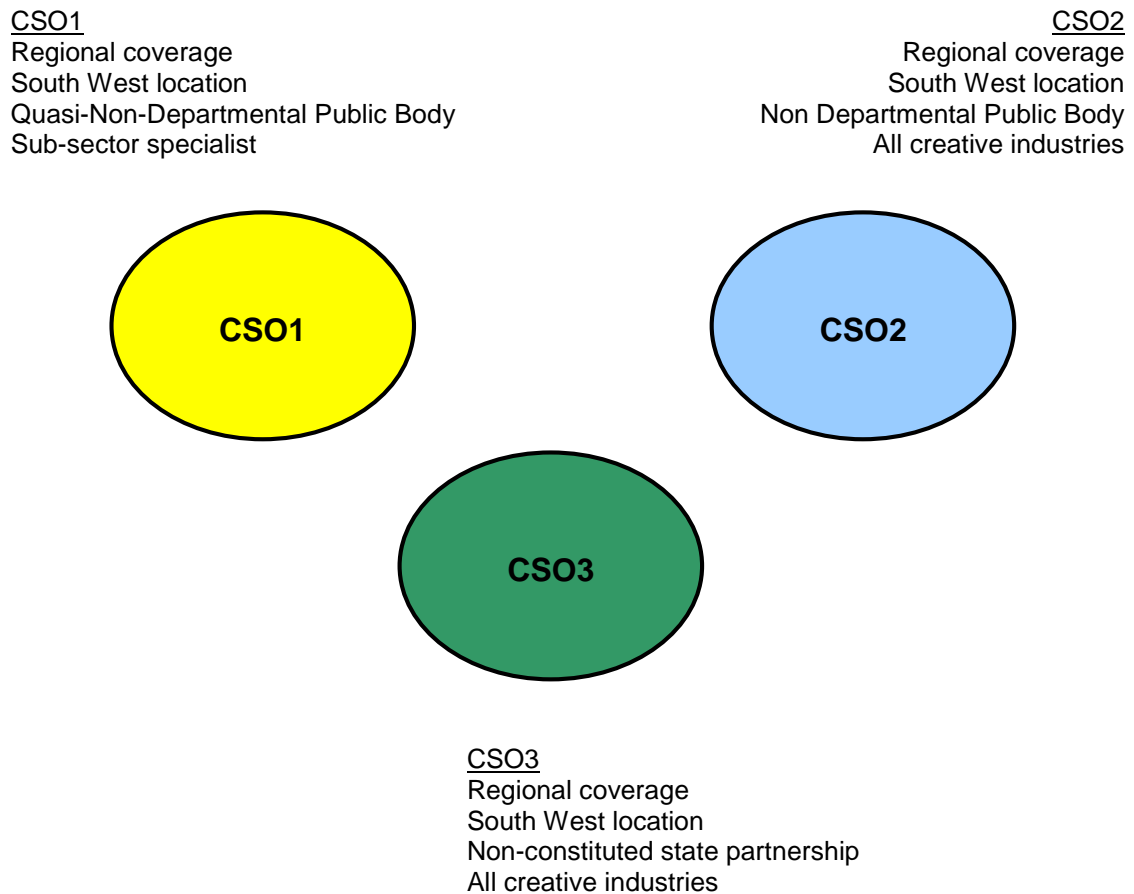 CSO1
Regional coverage
South West location
Quasi-Non-Departmental Public Body
Sub-sector specialist
CSO2
Regional coverage
South West location
Non Departmental Public Body
All creative industries
CSO1
CSO2
CSO3
CSO3
Regional coverage
South West location
Non-constituted state partnership
All creative industries